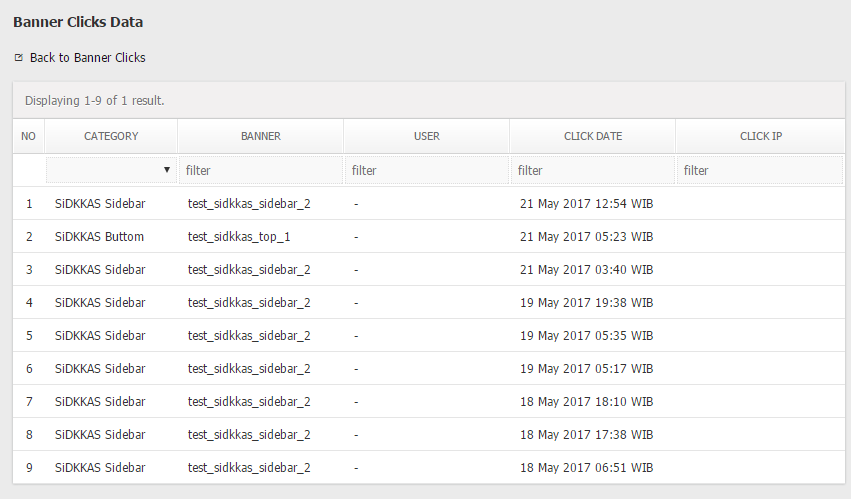 Banner Clicks Data
Back to Banner Clicks
Displaying 1-9 of 1 result.
NO CATEGORY BANNER USER CLICK DATE CLICK IP
filter filter filter filter
1 SiDKKAS Sidebar test_sidkkas_sidebar_2 - 21 May 2017 12:54 WIB
2 SiDKKAS Buttom test_sidkkas_top_1 - 21 May 2017 05:23 WIB
3 SiDKKAS Sidebar test_sidkkas_sidebar_2 - 21 May 2017 03:40 WIB
4 SiDKKAS Sidebar test_sidkkas_sidebar_2 - 19 May 2017 19:38 WIB
5 SiDKKAS Sidebar test_sidkkas_sidebar_2 - 19 May 2017 05:35 WIB
6 SiDKKAS Sidebar test_sidkkas_sidebar_2 - 19 May 2017 05:17 WIB
7 SiDKKAS Sidebar test_sidkkas_sidebar_2 - 18 May 2017 18:10 WIB
8 SiDKKAS Sidebar test_sidkkas_sidebar_2 - 18 May 2017 17:38 WIB
9 SiDKKAS Sidebar test_sidkkas_sidebar_2 - 18 May 2017 06:51 WIB